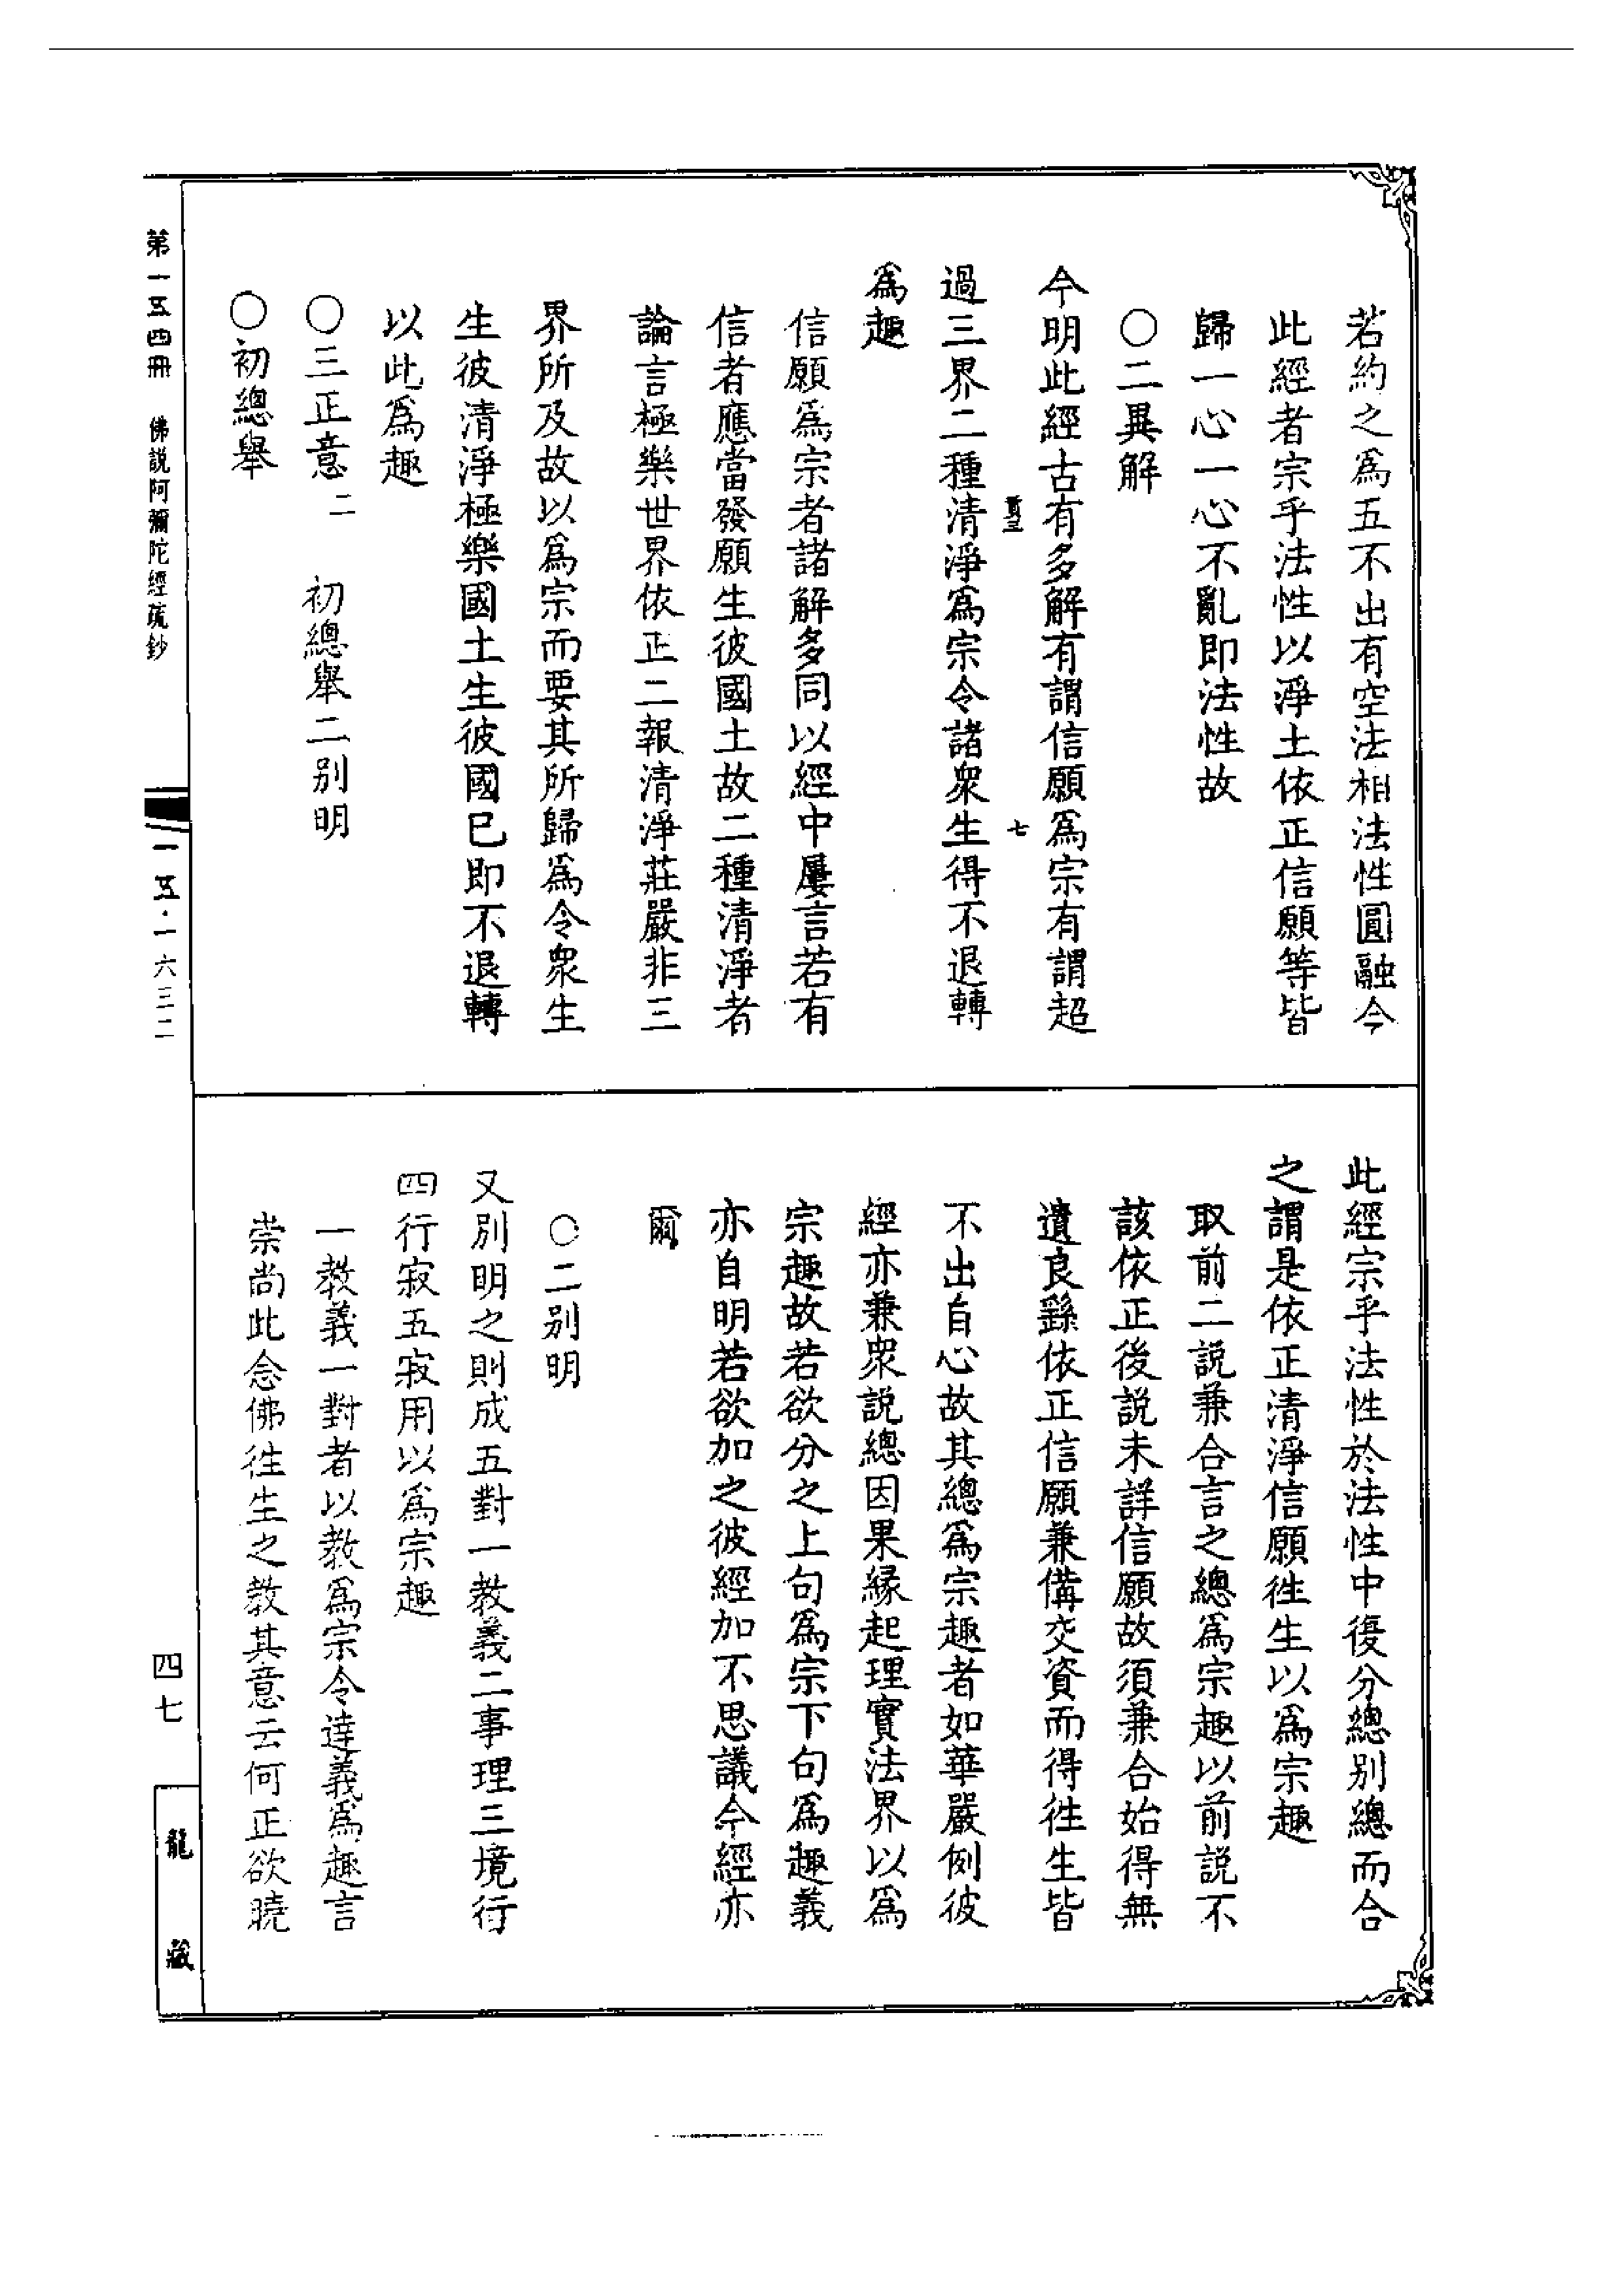 若約之爲五不出有空法相法性圓融今
此經者宗乎法性以淨土依正信願等皆
歸一心一心不亂即法性故
○二異解
今明此經古有多解有謂信願爲宗有謂超
七
過三界二種清淨爲宗令諸衆生得不退轉
爲趣
信願爲宗者諸解多同以經中屢言若有
信者應當發願生彼國土故二種清淨者
論言極樂世界依正二報清淨莊嚴非三
界所及故以爲宗而要其所歸爲令衆生
生彼清淨極樂國土生彼國已即不退轉
以此爲趣
○三正意二 初總舉二別明
○初總舉
此經宗乎法性於法性中復分總別總而合
之謂是依正清淨信願徃生以爲宗趣
取前二説兼合言之總爲宗趣以前説不
該依正後説未詳信願故須兼合始得無
遺良繇依正信願兼備交資而得徃生皆
不出自心故其總爲宗趣者如華嚴例彼
經亦兼衆説總因果縁起理實法界以爲
宗趣故若欲分之上句爲宗下句爲趣義
亦自明若欲加之彼經加不思議今經亦
爾
○二别明
又別明之則成五對一教義二事理三境行
四行寂五寂用以爲宗趣
一教義一對者以教爲宗令達義爲趣言
崇尚此念佛徃生之教其意云何正欲曉
第一五四冊 佛説阿彌陀經疏鈔
一五·一六三二
四七
龍藏